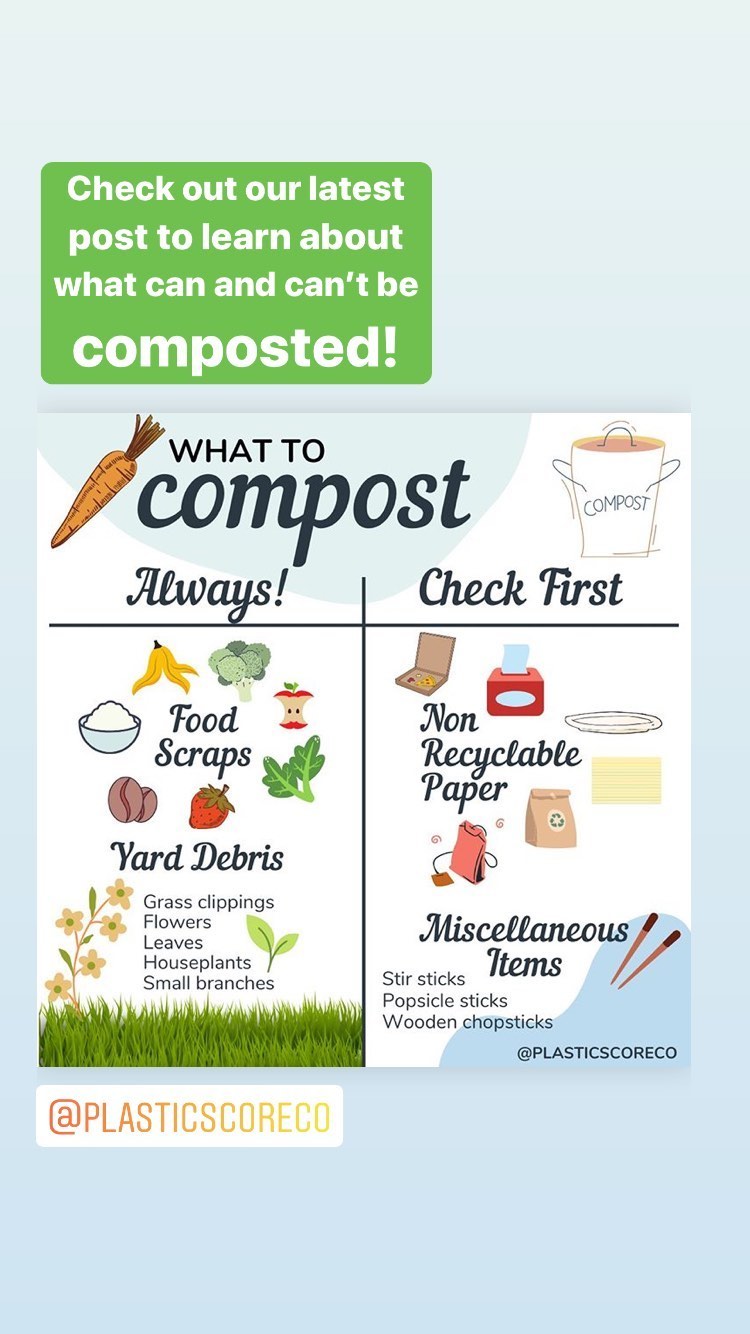 Check out our latest
post to learn about
what can and can’t be
composted!
WHAT TO
compost
COMPOST
Always!
Check First
Food
Scraps
Non
Recyclable
Paper
Yard Debris
Grass clippings
Flowers
Leaves
Houseplants
Small branches
Miscellaneous
Items
Stir sticks
Popsicle sticks
Wooden chopsticks
@PLASTICSCORECO
@PLASTICSCORECO